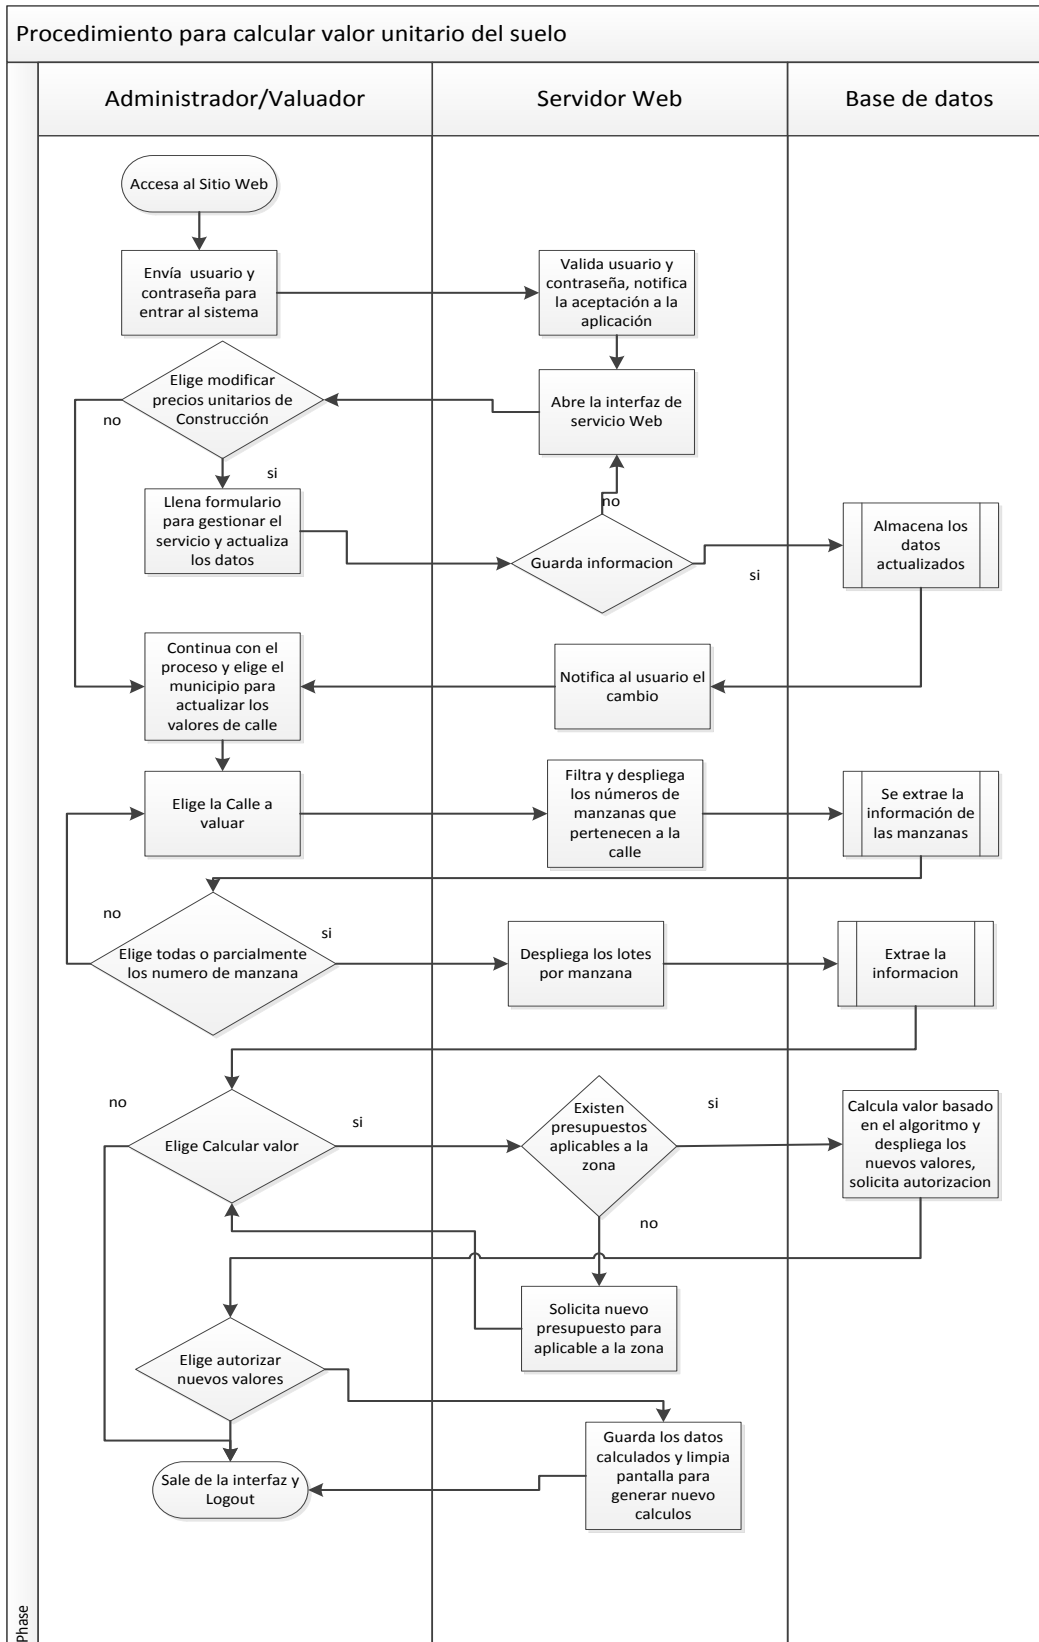 Procedimiento para calcular valor unitario del suelo
Administrador/Valuador
Servidor Web
Base de datos
Accesa al Sitio Web
Envía usuario y
contraseña para
entrar al sistema
Valida usuario y
contraseña, notifica
la aceptación a la
aplicación
Elige modificar
precios unitarios de
Construcción
no
si
Abre la interfaz de
servicio Web
Llena formulario
para gestionar el
servicio y actualiza
los datos
no
Guarda informacion
si
Almacena los
datos
actualizados
Continua con el
proceso y elige el
municipio para
actualizar los
valores de calle
Notifica al usuario el
cambio
Elige la Calle a
valuar
Filtra y despliega
los números de
manzanas que
pertenecen a la
calle
Se extrae la
información de
las manzanas
no
si
Elige todas o parcialmente
los numero de manzana
Despliega los lotes
por manzana
Extrae la
informacion
no
si
Elige Calcular valor
Existen
presupuestos
aplicables a la
zona
si
no
Calcula valor basado
en el algoritmo y
despliega los
nuevos valores,
solicita autorizacion
Solicita nuevo
presupuesto para
aplicable a la zona
Elige autorizar
nuevos valores
Guarda los datos
calculados y limpia
pantalla para
generar nuevo
calculos
Sale de la interfaz y
Logout
Phase